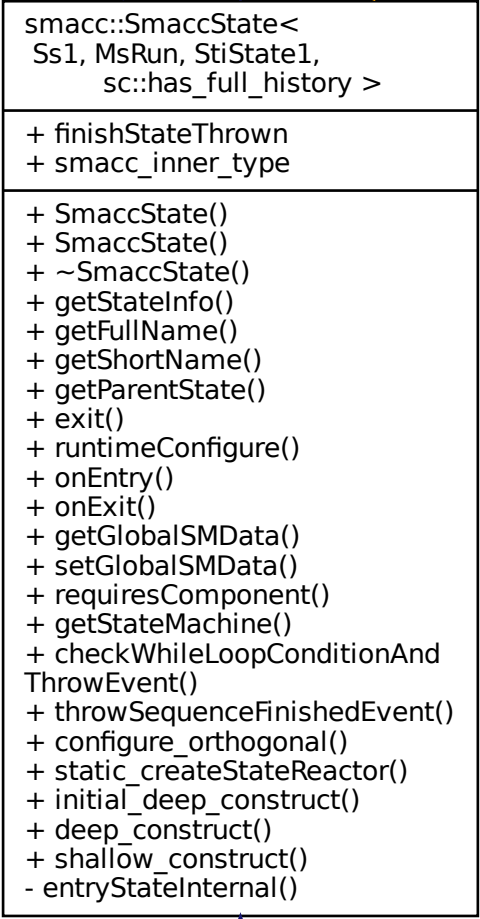 smacc::SmaccState<
Ss1, MsRun, StiState1,
sc::has_full_history >
+ finishStateThrown
+ smacc_inner_type
+ SmaccState()
+ SmaccState()
+ ~SmaccState()
+ getStateInfo()
+ getFullName()
+ getShortName()
+ getParentState()
+ exit()
+ runtimeConfigure()
+ onEntry()
+ onExit()
+ getGlobalSMData()
+ setGlobalSMData()
+ requiresComponent()
+ getStateMachine()
+ checkWhileLoopConditionAnd
ThrowEvent()
+ throwSequenceFinishedEvent()
+ configure_orthogonal()
+ static_createStateReactor()
+ initial_deep_construct()
+ deep_construct()
+ shallow_construct()
- entryStateInternal()